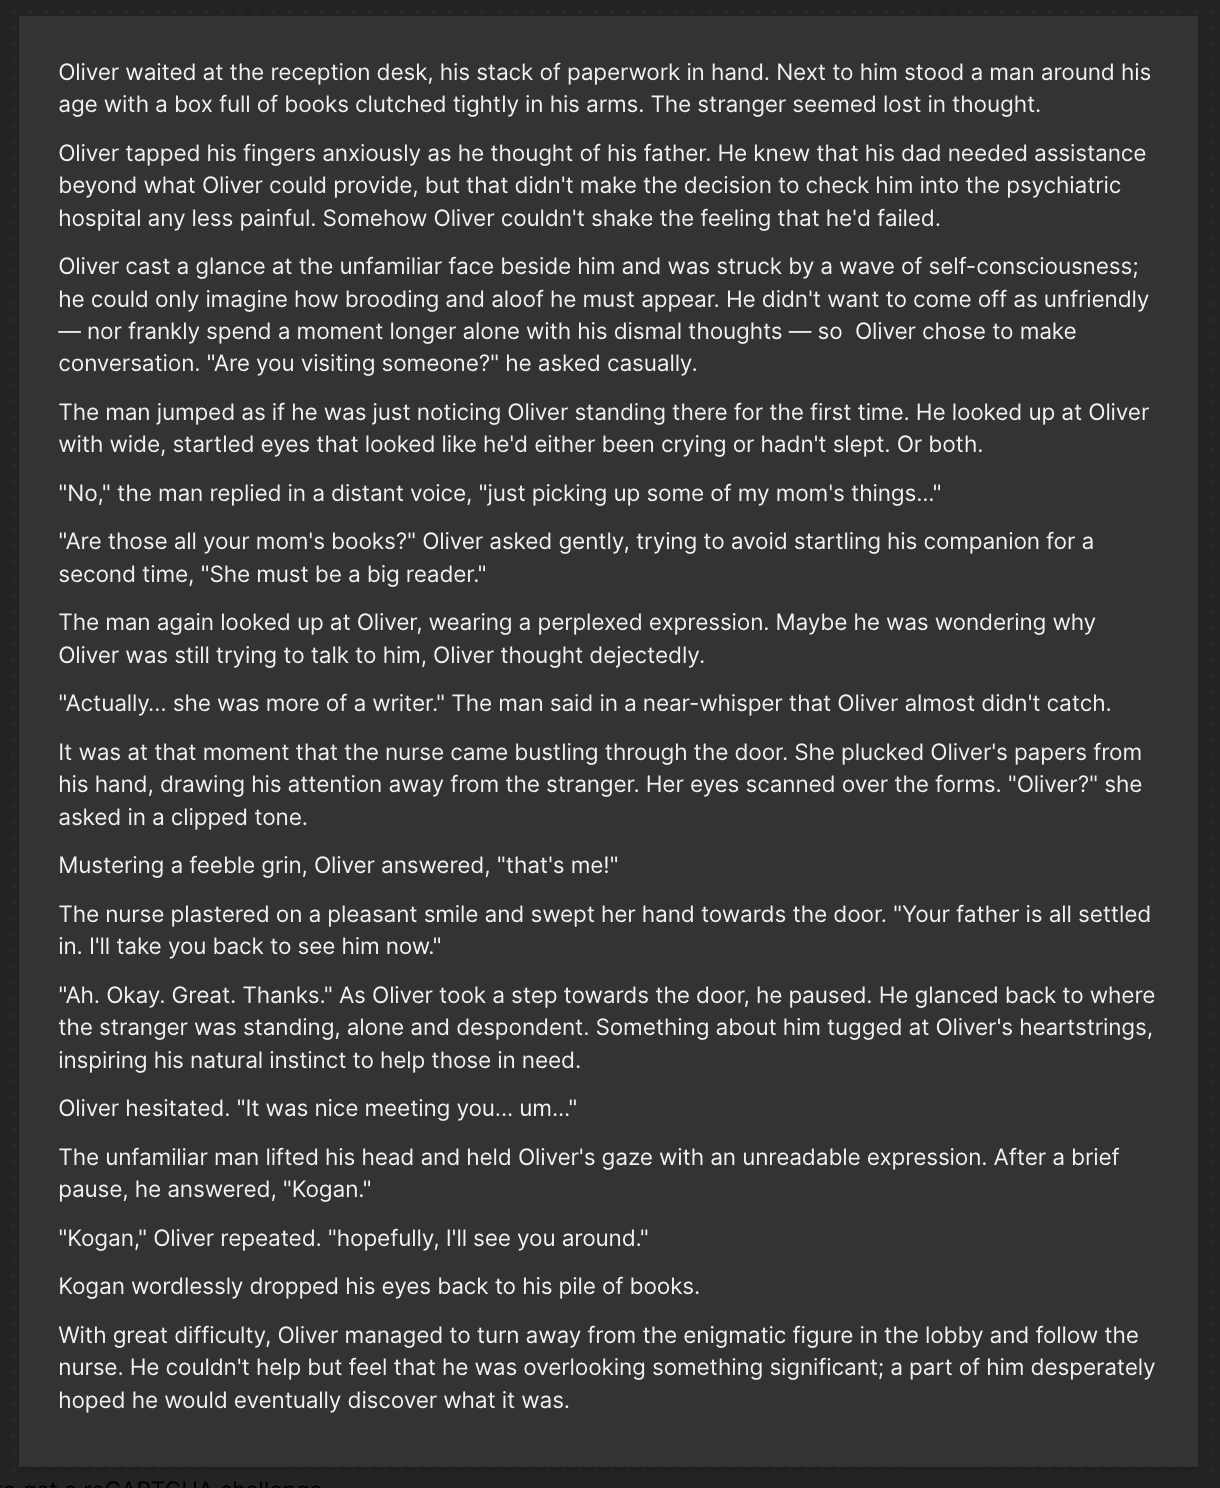 Oliver waited at the reception desk, his stack of paperwork in hand. Next to him stood a man around his
age with a box full of books clutched tightly in his arms. The stranger seemed lost in thought.
Oliver tapped his fingers anxiously as he thought of his father. He knew that his dad needed assistance
beyond what Oliver could provide, but that didn't make the decision to check him into the psychiatric
hospital any less painful. Somehow Oliver couldn't shake the feeling that he'd failed.
Oliver cast a glance at the unfamiliar face beside him and was struck by a wave of self-consciousness;
he could only imagine how brooding and aloof he must appear. He didn't want to come off as unfriendly
— nor frankly spend a moment longer alone with his dismal thoughts — so  Oliver chose to make
conversation. "Are you visiting someone?" he asked casually.
The man jumped as if he was just noticing Oliver standing there for the first time. He looked up at Oliver
with wide, startled eyes that looked like he'd either been crying or hadn't slept. Or both.
"No," the man replied in a distant voice, "just picking up some of my mom's things..."
"Are those all your mom's books?" Oliver asked gently, trying to avoid startling his companion for a
second time, "She must be a big reader."
The man again looked up at Oliver, wearing a perplexed expression. Maybe he was wondering why
Oliver was still trying to talk to him, Oliver thought dejectedly.
"Actually... she was more of a writer." The man said in a near-whisper that Oliver almost didn't catch.
It was at that moment that the nurse came bustling through the door. She plucked Oliver's papers from
his hand, drawing his attention away from the stranger. Her eyes scanned over the forms. "Oliver?" she
asked in a clipped tone.
Mustering a feeble grin, Oliver answered, "that's me!"
The nurse plastered on a pleasant smile and swept her hand towards the door. "Your father is all settled
in. I'll take you back to see him now."
"Ah. Okay. Great. Thanks." As Oliver took a step towards the door, he paused. He glanced back to where
the stranger was standing, alone and despondent. Something about him tugged at Oliver's heartstrings,
inspiring his natural instinct to help those in need.
Oliver hesitated. "It was nice meeting you... um..."
The unfamiliar man lifted his head and held Oliver's gaze with an unreadable expression. After a brief
pause, he answered, "Kogan."
"Kogan," Oliver repeated. "hopefully, I'll see you around."
Kogan wordlessly dropped his eyes back to his pile of books.
With great difficulty, Oliver managed to turn away from the enigmatic figure in the lobby and follow the
nurse. He couldn't help but feel that he was overlooking something significant; a part of him desperately
hoped he would eventually discover what it was.
got a reCAPTCHA challenge